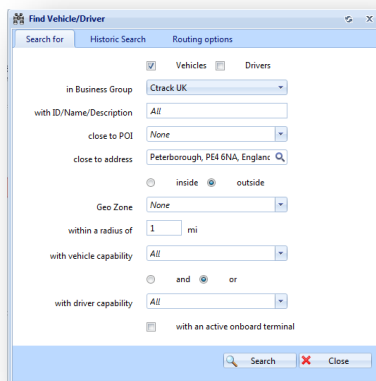 Find Vehicle/Driver
Search for Historic Search Routing options
Vehicles Drivers
in Business Group Ctrack UK
with ID/Name/Description All
close to POI None
close to address Peterborough, PE4 6NA, Englanc
inside outside
Geo Zone None
within a radius of 1 mi
with vehicle capability All
and or
with driver capability All
with an active onboard terminal
Search Close